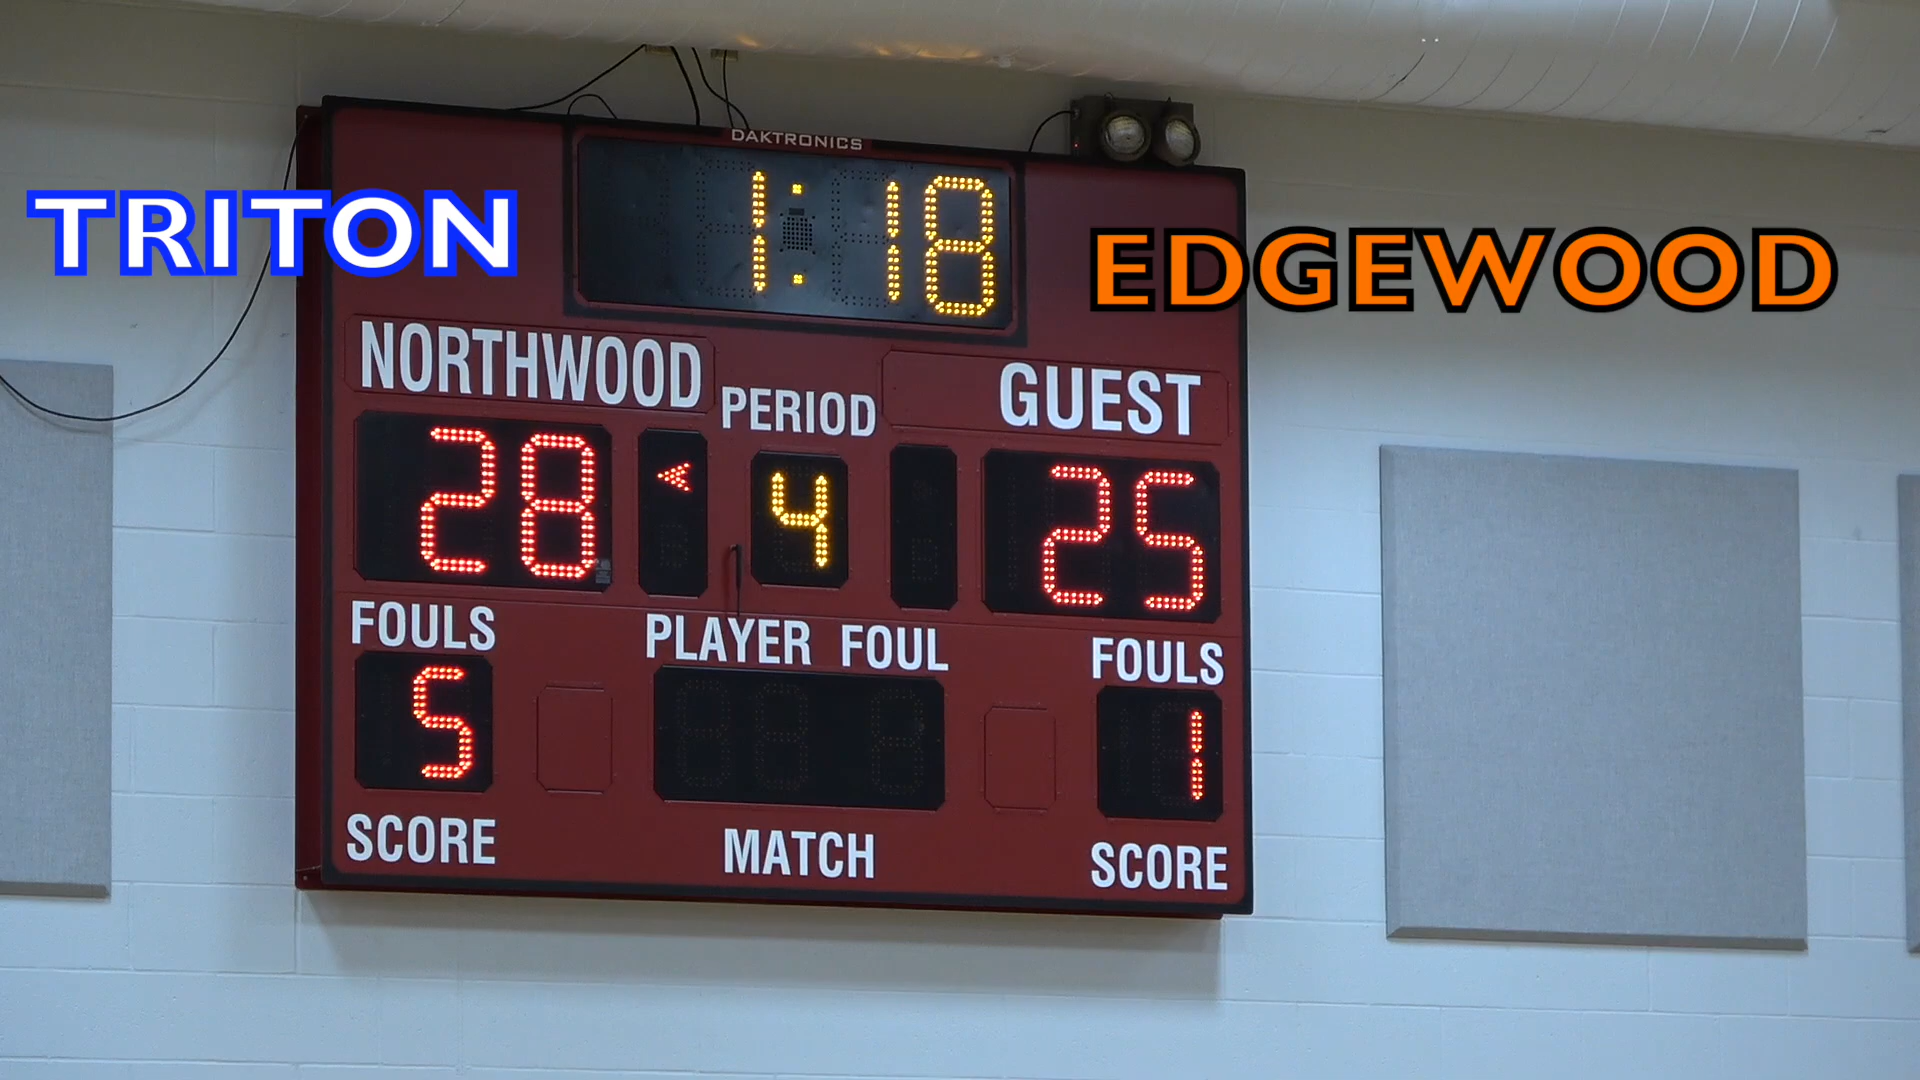 DAKTRONICS
1:18
TRITON
EDGEWOOD
NORTHWOOD
PERIOD
GUEST
28
4
25
FOULS
PLAYER FOUL
FOULS
5
1
SCORE
MATCH
SCORE